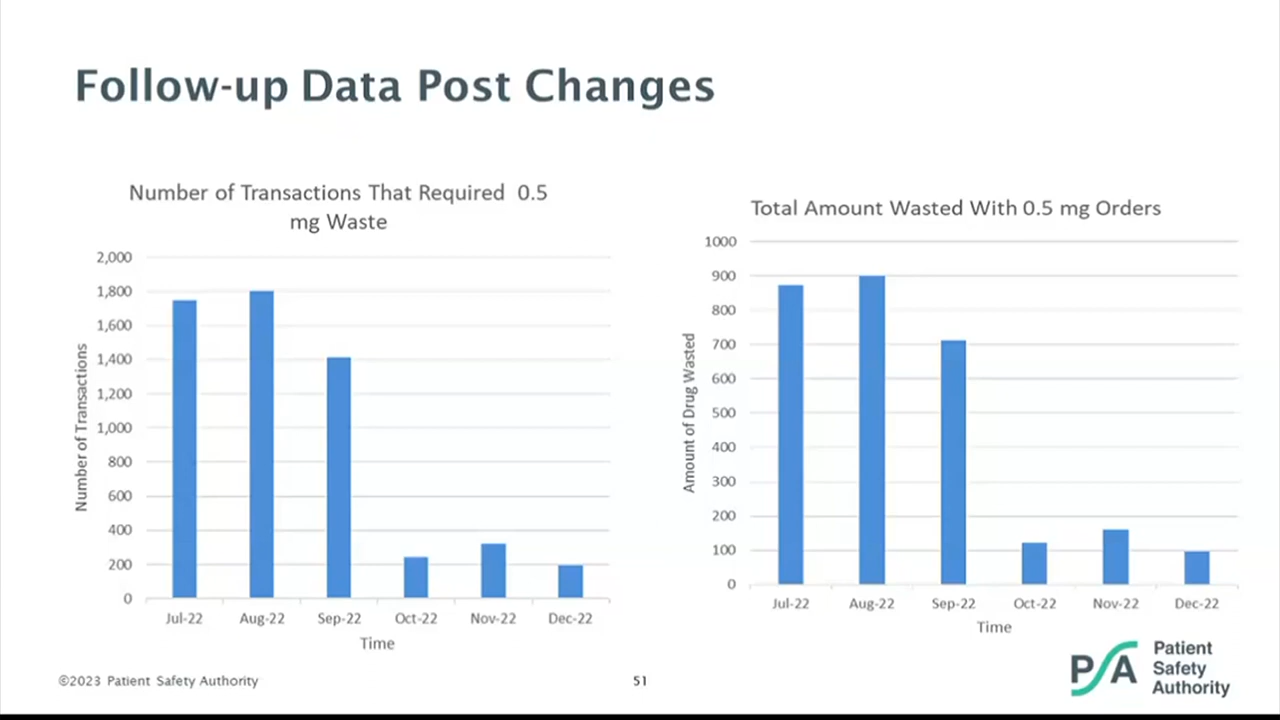 Follow-up Data Post Changes
Number of Transactions That Required 0.5
mg Waste
2,000
1,800
1,600
1,400
1,200
1,000
800
600
400
200
0
Number of Transactions
Jul-22 Aug-22 Sep-22 Oct-22 Nov-22 Dec-22
Time
Total Amount Wasted With 0.5 mg Orders
1000
900
800
700
600
500
400
300
200
100
0
Amount of Drug Wasted
Jul-22 Aug-22 Sep-22 Oct-22 Nov-22 Dec-22
Time
©2023 Patient Safety Authority
51
PSA
Patient
Safety
Authority